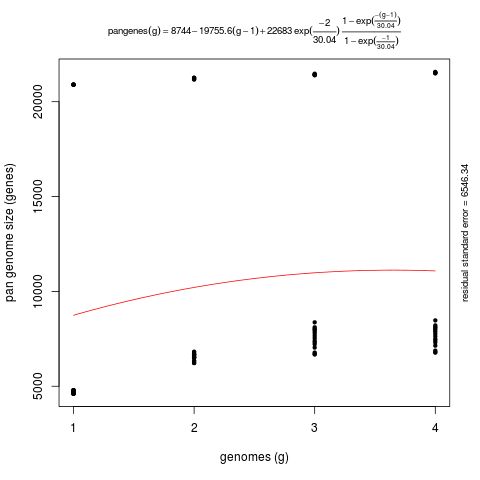 pangenes(g) = 8744−19755.6(g−1)+22683 exp(−2/30.04) 1−exp(−(g−1)/30.04)/1−exp(−1/30.04)
20000
15000
10000
5000
pan genome size (genes)
residual standard error = 6546.34
1 2 3 4
genomes (g)